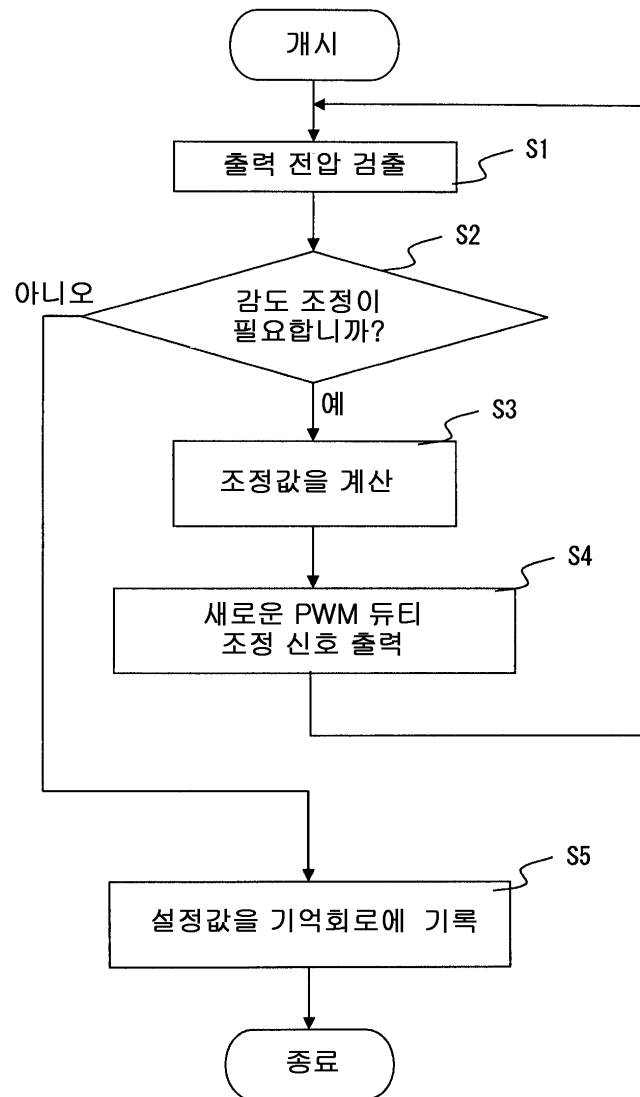 개시
출력 전압 검출
S1
S2
아니오
감도 조정이
필요합니까?
예
S3
조정값을 계산
S4
새로운 PWM 듀티
조정 신호 출력
S5
설정값을 기억회로에 기록
종료